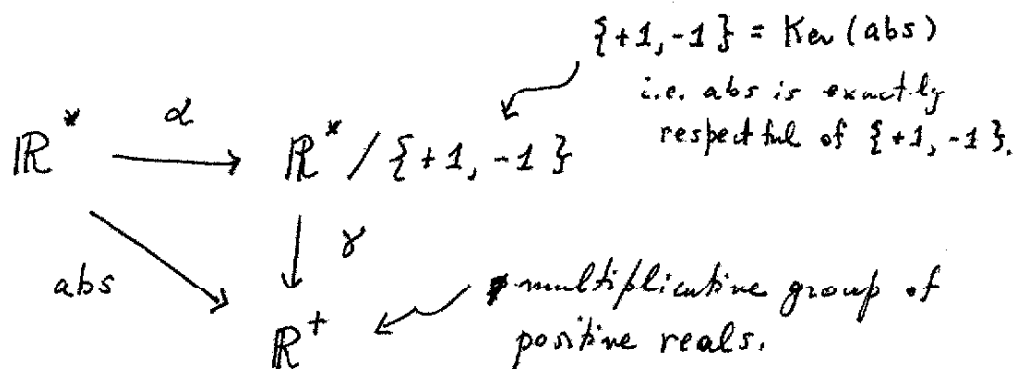 {+1, -1} = Ker (abs)
i.e. abs is exactly
respectful of {+1, -1}.
α
ℝ* → ℝ* / {+1, -1}
γ
abs
multiplicative group of
ℝ⁺
positive reals.